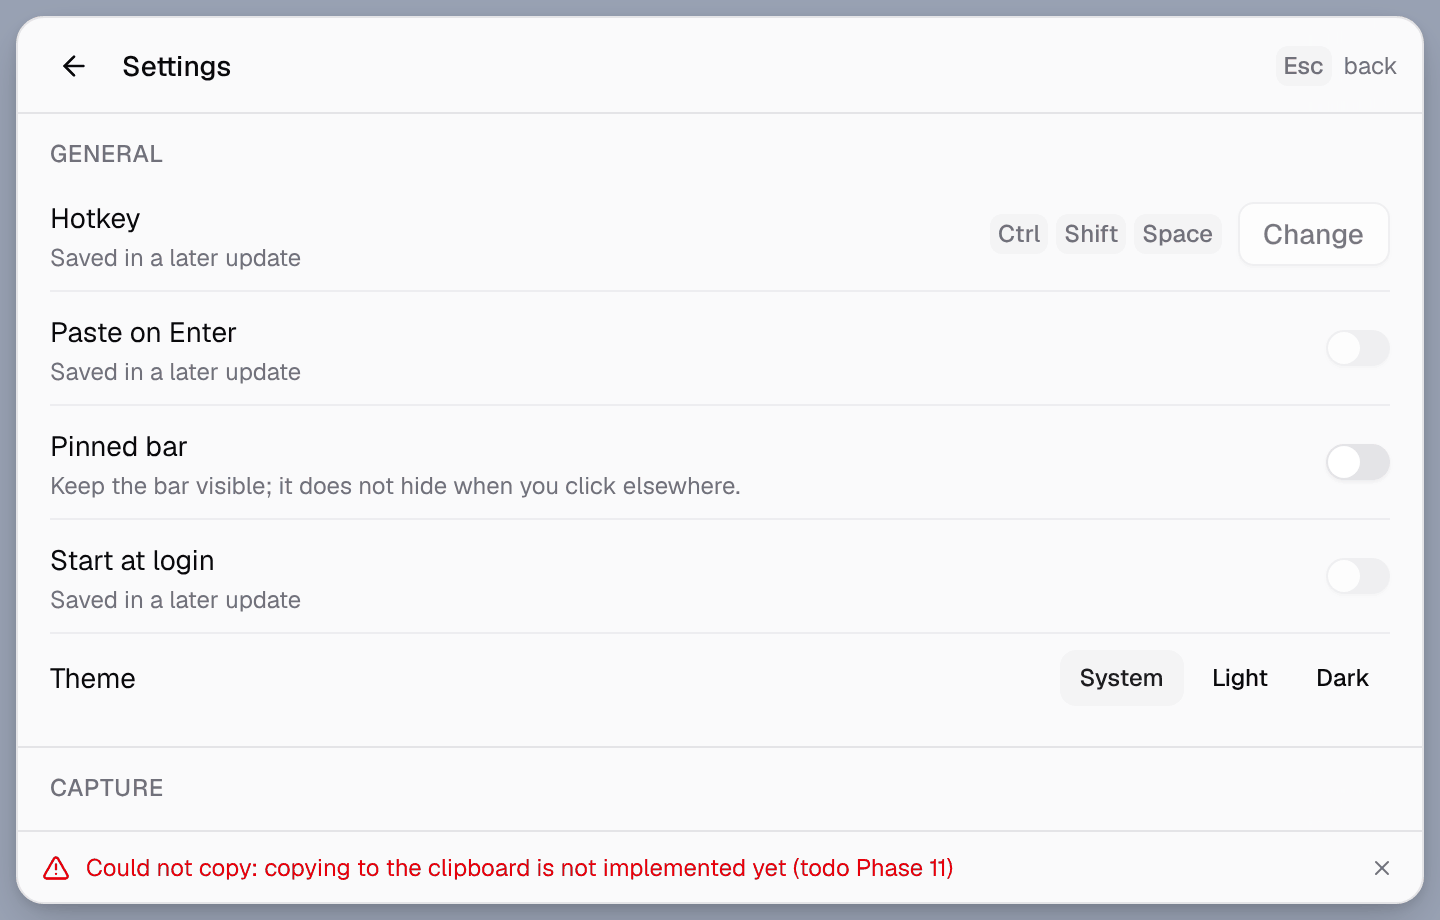 Settings
Esc back
GENERAL
Hotkey
Saved in a later update
Ctrl Shift Space Change
Paste on Enter
Saved in a later update
Pinned bar
Keep the bar visible; it does not hide when you click elsewhere.
Start at login
Saved in a later update
Theme
System Light Dark
CAPTURE
Could not copy: copying to the clipboard is not implemented yet (todo Phase 11)